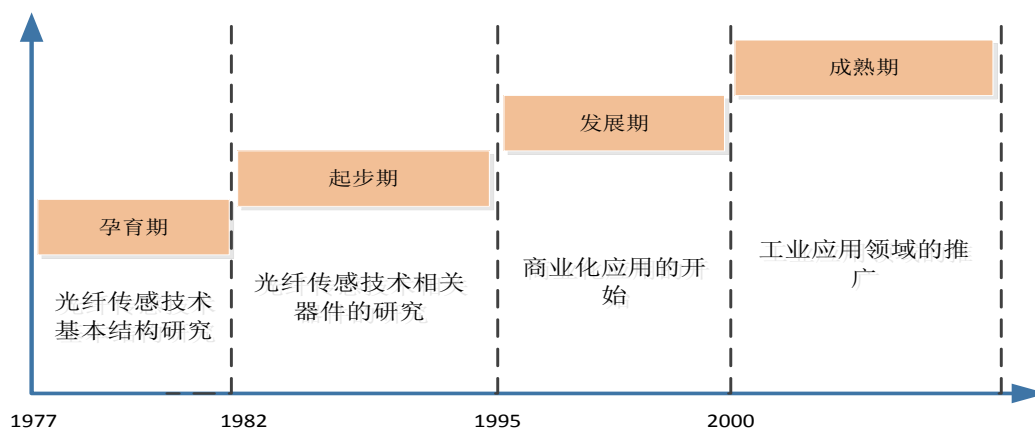 成熟期
发展期
起步期
孕育期
光纤传感技术
基本结构研究
光纤传感技术相关
器件的研究
商业化应用的开
始
工业应用领域的推
广
1977
1982
1995
2000